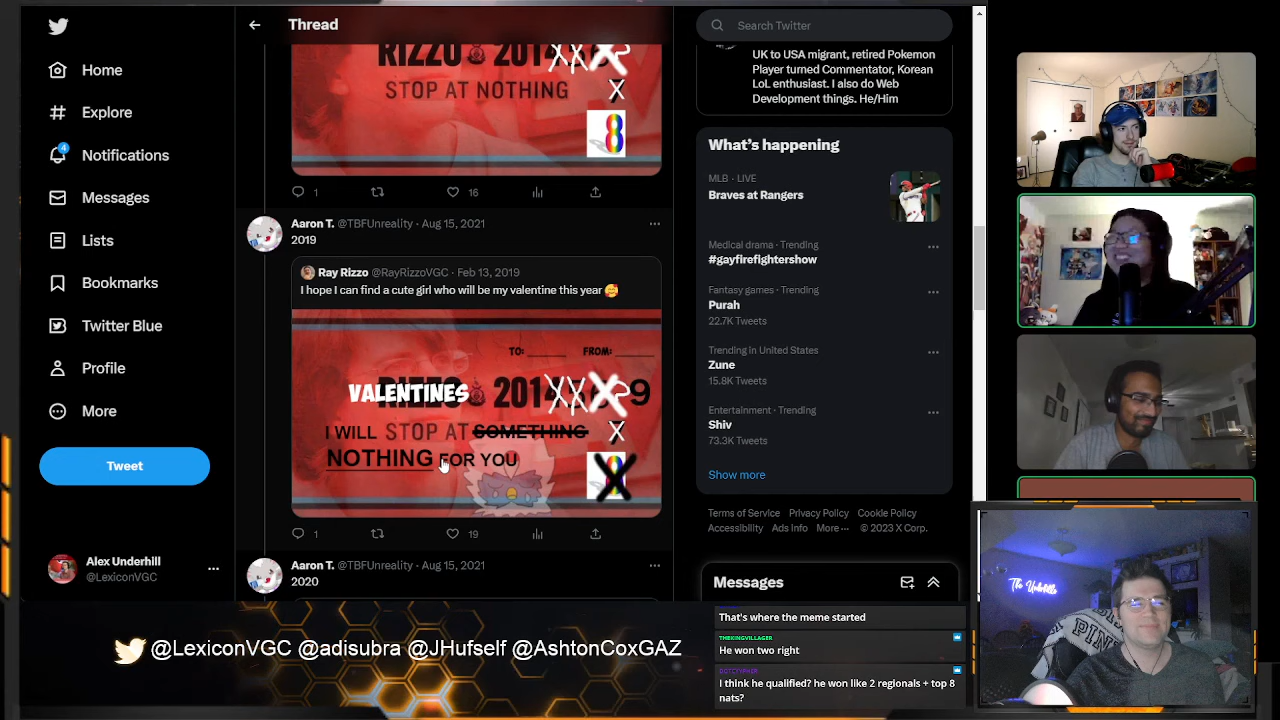 Home
Explore
4
Notifications
Messages
Lists
Bookmarks
Twitter Blue
Profile
More
Tweet
Alex Underhill
@LexiconVGC
Thread
STOP AT NOTHING
X
8
1
16
Aaron T. @TBFUnreality · Aug 15, 2021
2019
Ray Rizzo @RayRizzoVGC · Feb 13, 2019
I hope I can find a cute girl who will be my valentine this year 🥰
TO: FROM:
VALENTINES
9
I WILL STOP AT SOMETHING X
NOTHING FOR YOU
1
19
Aaron T. @TBFUnreality · Aug 15, 2021
2020
Search Twitter
UK to USA migrant, retired Pokemon
Player turned Commentator, Korean
LoL enthusiast. I also do Web
Development things. He/Him
What's happening
MLB · LIVE
Braves at Rangers
Medical drama · Trending
#gayfirefightershow
Fantasy games · Trending
Purah
22.7K Tweets
Trending in United States
Zune
15.8K Tweets
Entertainment · Trending
Shiv
73.3K Tweets
Show more
Terms of Service Privacy Policy Cookie Policy
Accessibility Ads Info More ··· © 2023 X Corp.
Messages
@LexiconVGC @adisubra @JHufself @AshtonCoxGAZ
That's where the meme started
THEKINGVILLAGER
He won two right
I think he qualified? he won like 2 regionals + top 8
nats?
The Underhills